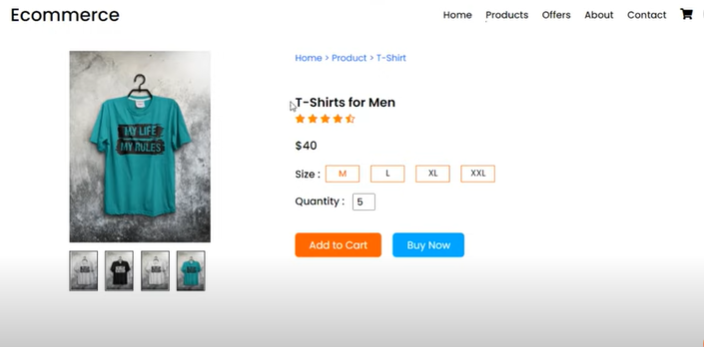 Ecommerce
Home Products Offers About Contact
Home > Product > T-Shirt
T-Shirts for Men
$40
Size : M L XL XXL
Quantity : 5
Add to Cart Buy Now
MY LIFE
MY RULES